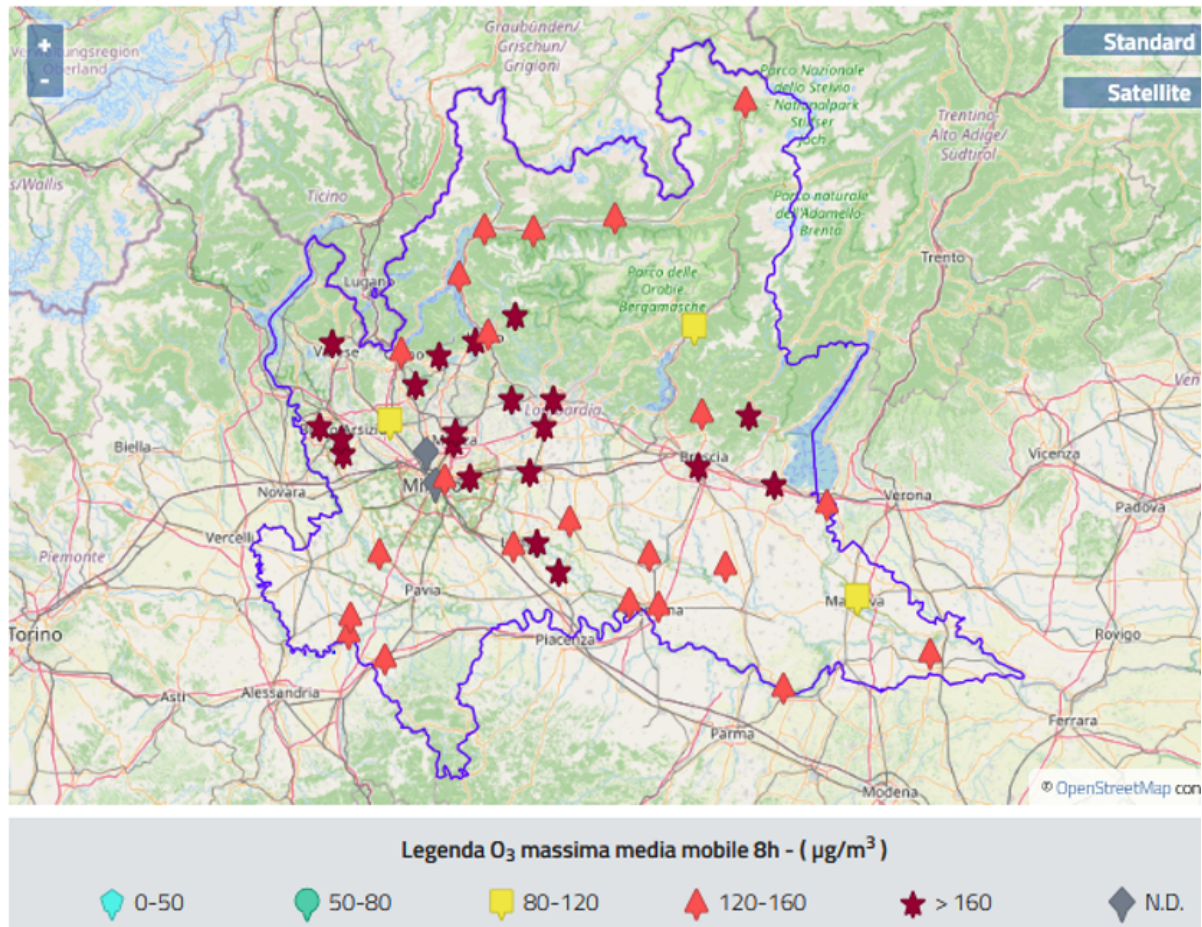 Graubünden/
Grischun/
Grigioni
Standard
+
-
Oberland
Parco Nazionale
dello Stelvio
- Nationalpark
Stilfser
Joch
Satellite
Trentino-
Alto Adige/
Südtirol
s/Wallis
Ticino
Parco naturale
dell'Adamello-
Brenta
Trento
Lugano
Parco delle
Orobie
Bergamasche
Lombardia
Biella
Brescia
Vicenza
Novara
Verona
Padova
Vercelli
Piemonte
Pavia
Torino
Piacenza
Rovigo
Asti
Alessandria
Ferrara
Parma
Modena
© OpenStreetMap con
Legenda O₃ massima media mobile 8h - ( µg/m³ )
0-50 50-80 80-120 120-160 > 160 N.D.